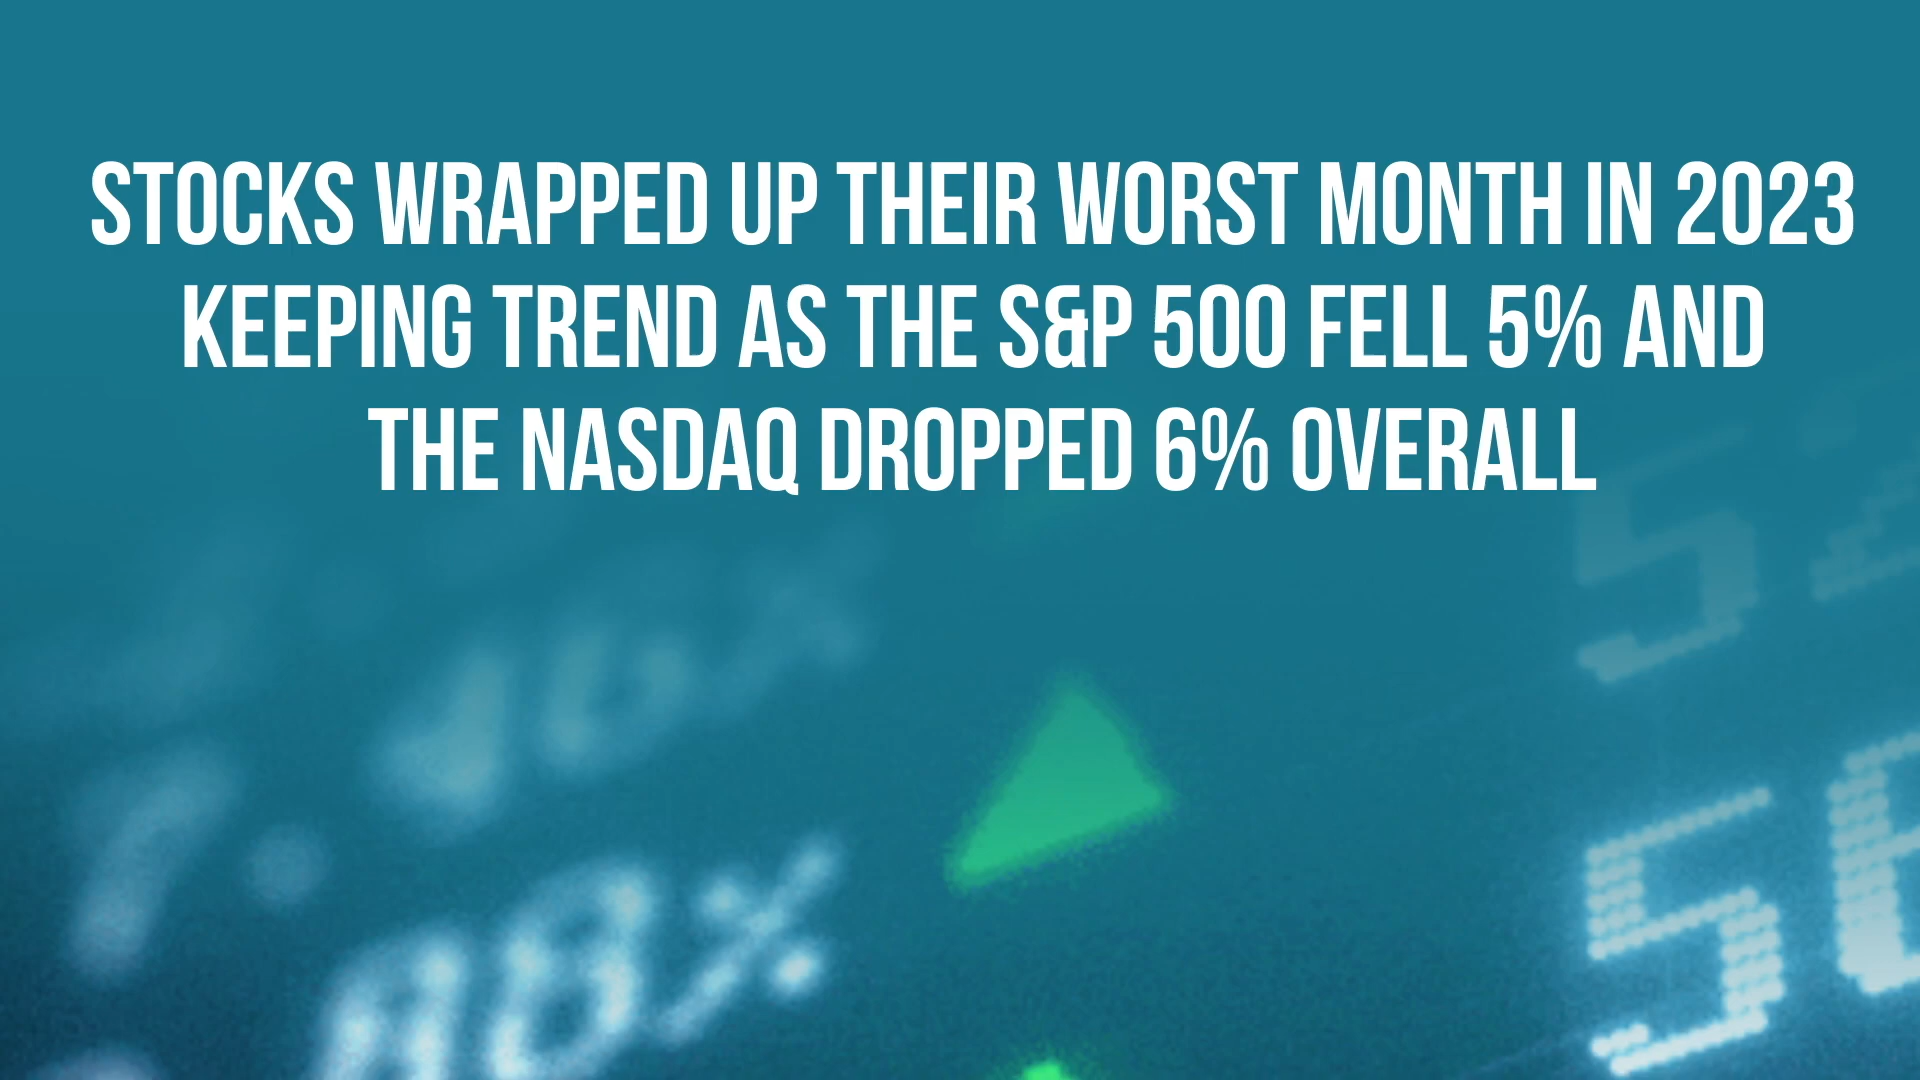 STOCKS WRAPPED UP THEIR WORST MONTH IN 2023
KEEPING TREND AS THE S&P 500 FELL 5% AND
THE NASDAQ DROPPED 6% OVERALL